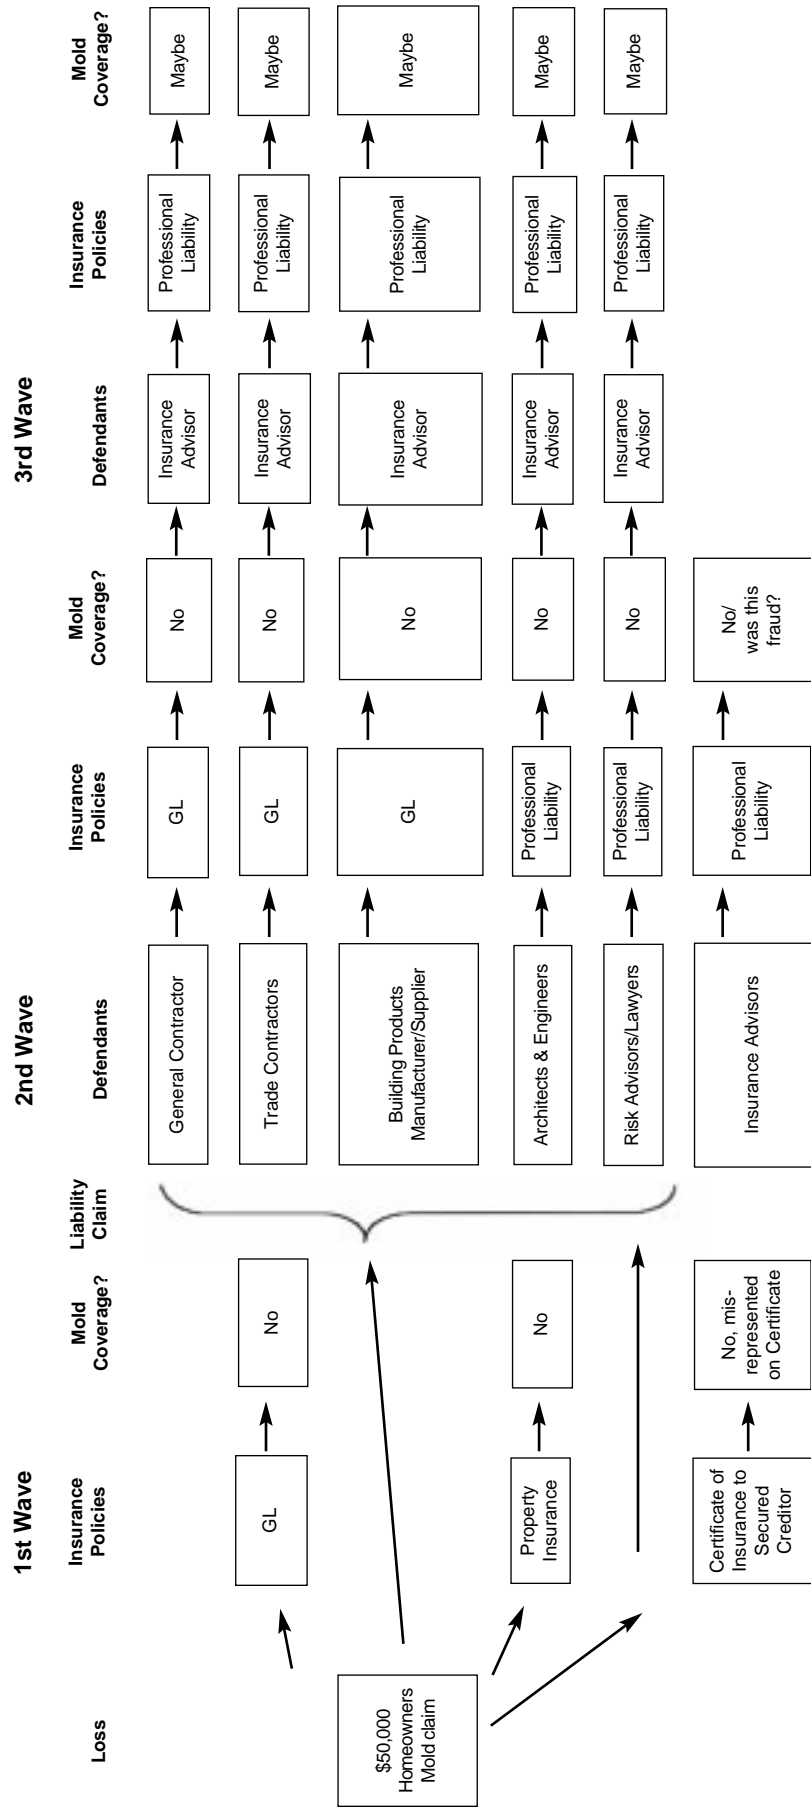 1st Wave
2nd Wave
3rd Wave
Loss
Insurance
Policies
Mold
Coverage?
Liability
Claim
Defendants
Insurance
Policies
Mold
Coverage?
Defendants
Insurance
Policies
Mold
Coverage?
General Contractor
GL
No
Insurance
Advisor
Professional
Liability
Maybe
GL
No
Trade Contractors
GL
No
Insurance
Advisor
Professional
Liability
Maybe
$50,000
Homeowners
Mold claim
Building Products
Manufacturer/Supplier
GL
No
Insurance
Advisor
Professional
Liability
Maybe
Property
Insurance
No
Architects & Engineers
Professional
Liability
No
Insurance
Advisor
Professional
Liability
Maybe
Risk Advisors/Lawyers
Professional
Liability
No
Insurance
Advisor
Professional
Liability
Maybe
Certificate of
Insurance to
Secured
Creditor
No, mis-
represented
on Certificate
Insurance Advisors
Professional
Liability
No/
was this
fraud?